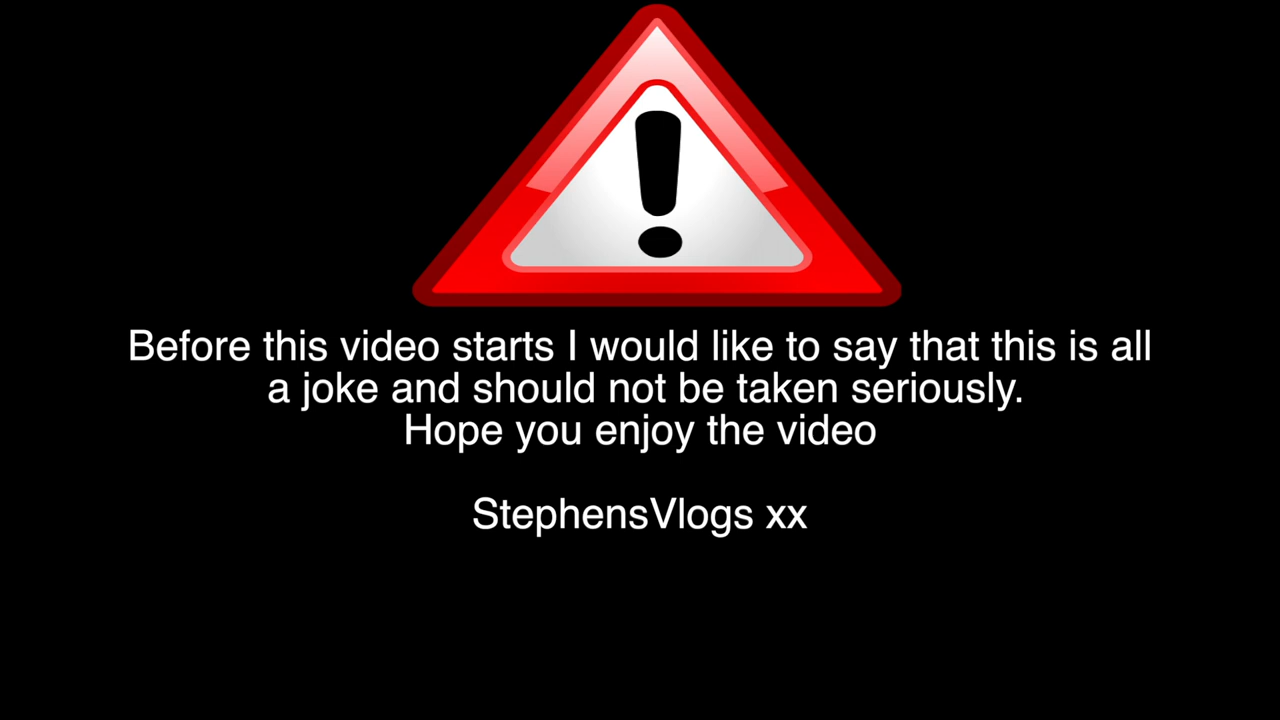 Before this video starts I would like to say that this is all
a joke and should not be taken seriously.
Hope you enjoy the video
StephensVlogs xx